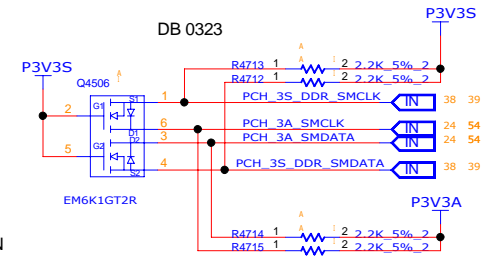 DB 0323
P3V3S
R4713 1 2 2.2K_5%_2
R4712 1 2 2.2K_5%_2
P3V3S
Q4506
S1 1 PCH_3S_DDR_SMCLK IN 38 39
2 G1
D1 6 PCH_3A_SMCLK IN 24 54
D2 3 PCH_3A_SMDATA IN 24 54
5 G2
S2 4 PCH_3S_DDR_SMDATA IN 38 39
EM6K1GT2R
P3V3A
R4714 1 2 2.2K_5%_2
R4715 1 2 2.2K_5%_2
N